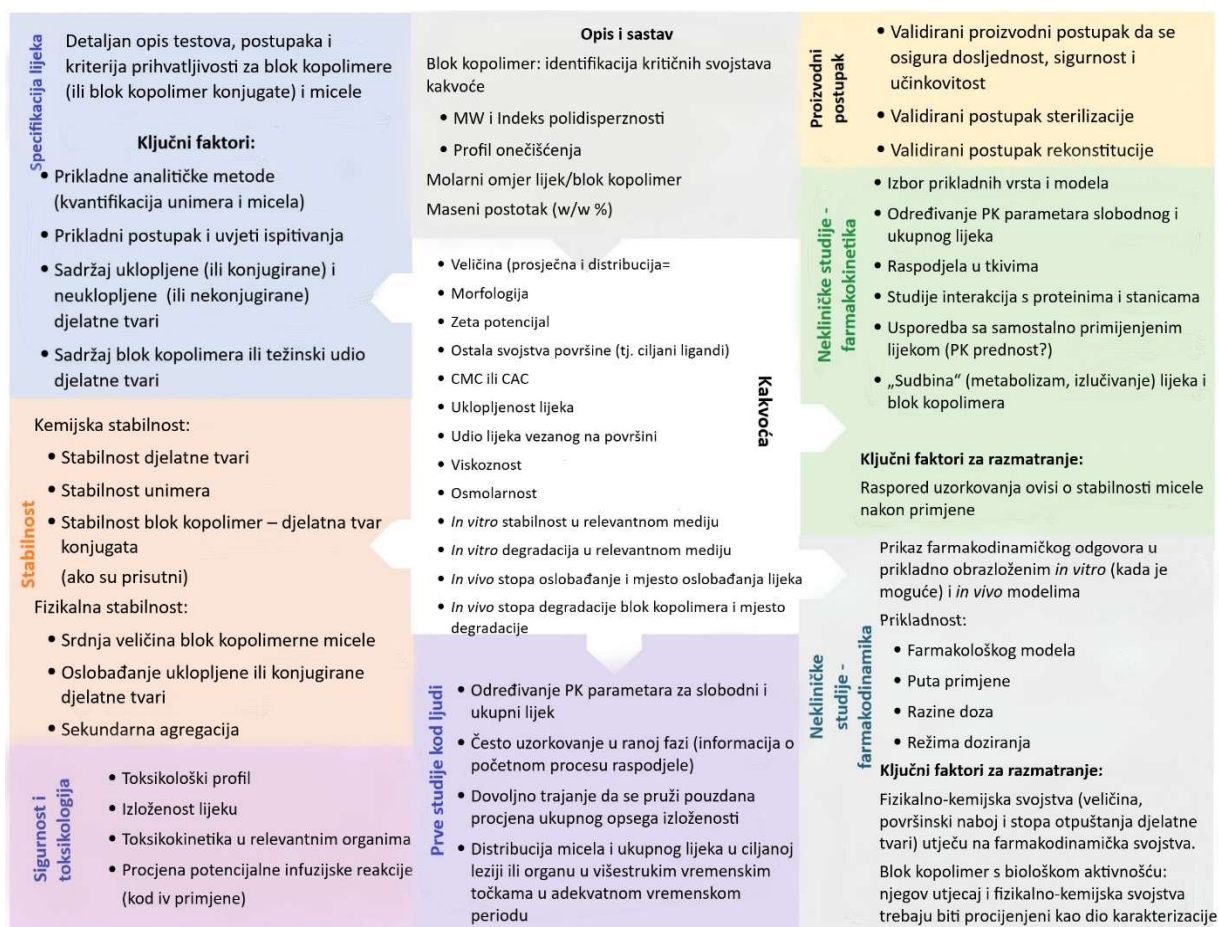 Specifikacija lijeka
Detaljan opis testova, postupaka i
kriterija prihvatljivosti za blok kopolimere
(ili blok kopolimer konjugate) i micele
Ključni faktori:
• Prikladne analitičke metode
(kvantifikacija unimera i micela)
• Prikladni postupak i uvjeti ispitivanja
• Sadržaj uklopljene (ili konjugirane) i
neuklopljene (ili nekonjugirane)
djelatne tvari
• Sadržaj blok kopolimera ili težinski udio
djelatne tvari
Stabilnost
Kemijska stabilnost:
• Stabilnost djelatne tvari
• Stabilnost unimera
• Stabilnost blok kopolimer – djelatna tvar
konjugata
(ako su prisutni)
Fizikalna stabilnost:
• Srdnja veličina blok kopolimerne micele
• Oslobađanje uklopljene ili konjugirane
djelatne tvari
• Sekundarna agregacija
Sigurnost i
toksikologija
• Toksikološki profil
• Izloženost lijeku
• Toksikokinetika u relevantnim organima
• Procjena potencijalne infuzijske reakcije
(kod iv primjene)
Opis i sastav
Blok kopolimer: identifikacija kritičnih svojstava
kakvoće
• MW i Indeks polidisperznosti
• Profil onečišćenja
Molarni omjer lijek/blok kopolimer
Maseni postotak (w/w %)
Kakvoća
• Veličina (prosječna i distribucija=
• Morfologija
• Zeta potencijal
• Ostala svojstva površine (tj. ciljani ligandi)
• CMC ili CAC
• Uklopljenost lijeka
• Udio lijeka vezanog na površini
• Viskoznost
• Osmolarnost
• In vitro stabilnost u relevantnom mediju
• In vitro degradacija u relevantnom mediju
• In vivo stopa oslobađanje i mjesto oslobađanja lijeka
• In vivo stopa degradacije blok kopolimera i mjesto
degradacije
Prve studije kod ljudi
• Određivanje PK parametara za slobodni i
ukupni lijek
• Često uzorkovanje u ranoj fazi (informacija o
početnom procesu raspodjele)
• Dovoljno trajanje da se pruži pouzdana
procjena ukupnog opsega izloženosti
• Distribucija micela i ukupnog lijeka u ciljanoj
leziji ili organu u višestrukim vremenskim
točkama u adekvatnom vremenskom
periodu
Proizvodni
postupak
• Validirani proizvodni postupak da se
osigura dosljednost, sigurnost i
učinkovitost
• Validirani postupak sterilizacije
• Validirani postupak rekonstitucije
Nekliničke studije -
farmakokinetika
• Izbor prikladnih vrsta i modela
• Određivanje PK parametara slobodnog i
ukupnog lijeka
• Raspodjela u tkivima
• Studije interakcija s proteinima i stanicama
• Usporedba sa samostalno primijenjenim
lijekom (PK prednost?)
• „Sudbina“ (metabolizam, izlučivanje) lijeka i
blok kopolimera
Ključni faktori za razmatranje:
Raspored uzorkovanja ovisi o stabilnosti micele
nakon primjene
Nekliničke
studije -
farmakodinamika
Prikaz farmakodinamičkog odgovora u
prikladno obrazloženim in vitro (kada je
moguće) i in vivo modelima
Prikladnost:
• Farmakološkog modela
• Puta primjene
• Razine doza
• Režima doziranja
Ključni faktori za razmatranje:
Fizikalno-kemijska svojstva (veličina,
površinski naboj i stopa otpuštanja djelatne
tvari) utječu na farmakodinamička svojstva.
Blok kopolimer s biološkom aktivnošću:
njegov utjecaj i fizikalno-kemijska svojstva
trebaju biti procijenjeni kao dio karakterizacije